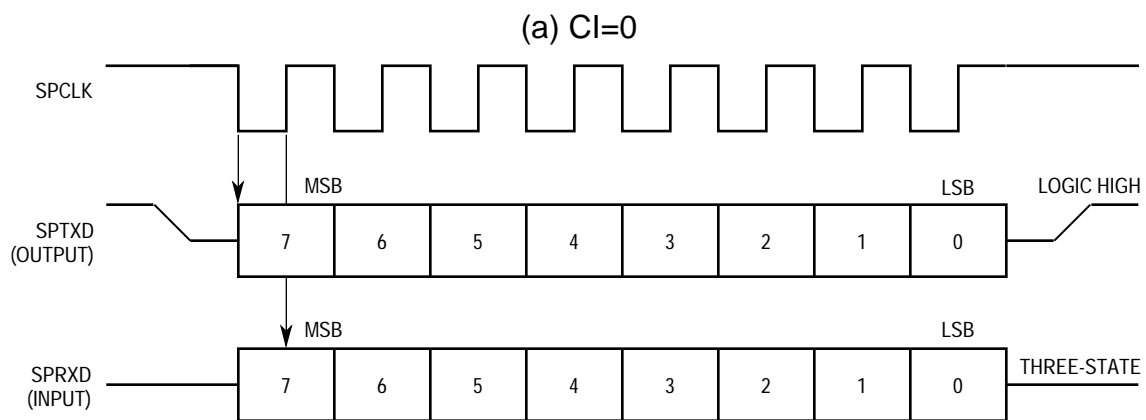 (a) CI=0
SPCLK
MSB
LSB
LOGIC HIGH
SPTXD
(OUTPUT)
7 6 5 4 3 2 1 0
MSB
LSB
THREE-STATE
SPRXD
(INPUT)
7 6 5 4 3 2 1 0